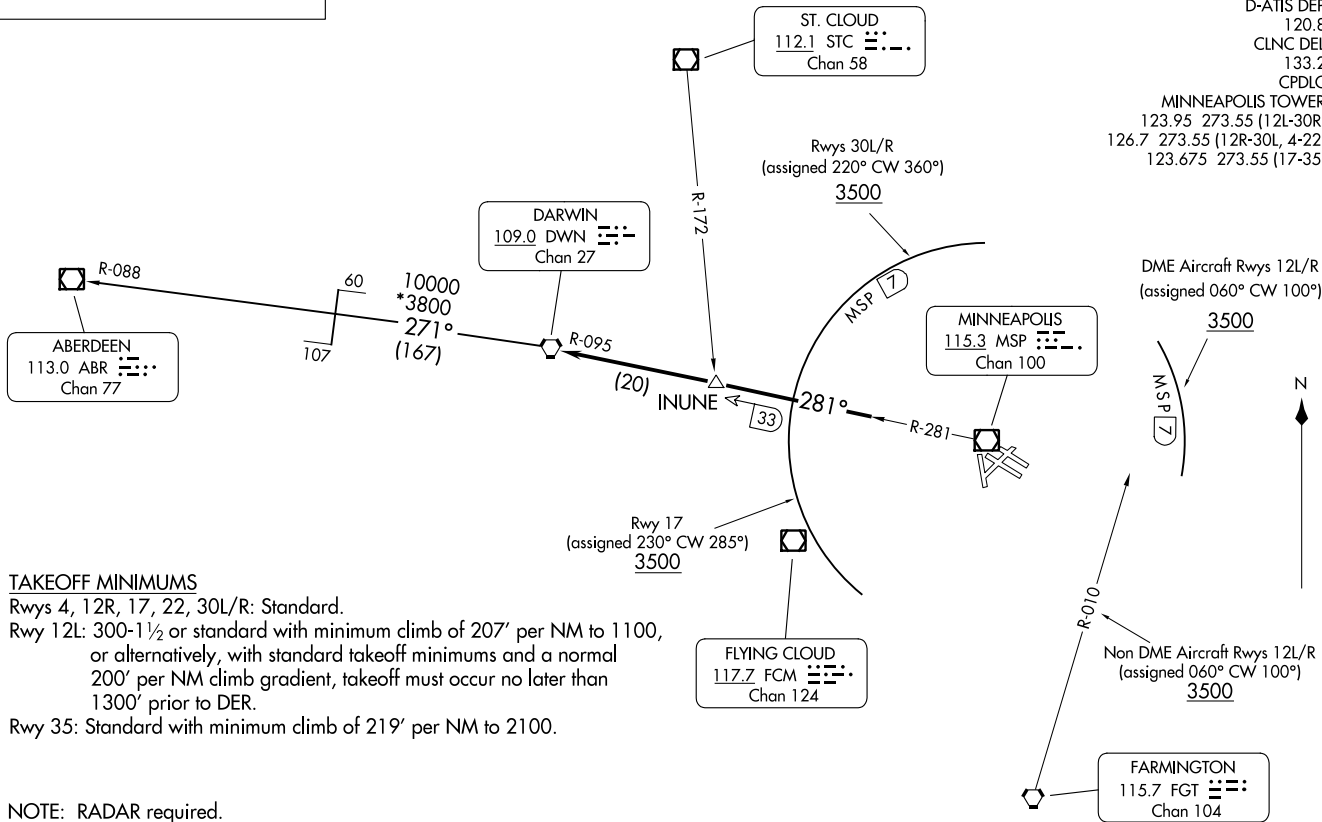 D-ATIS DEP
120.8
CLNC DEL
133.2
CPDLC
MINNEAPOLIS TOWER
123.95 273.55 (12L-30R
126.7 273.55 (12R-30L, 4-22
123.675 273.55 (17-35
ST. CLOUD
112.1 STC
Chan 58
R-172
Rwys 30L/R
(assigned 220° CW 360°)
3500
MSP 7
DARWIN
109.0 DWN
Chan 27
R-088
60
107
10000
*3800
271°
(167)
ABERDEEN
113.0 ABR
Chan 77
R-095
(20)
INUNE
33
281°
R-281
MINNEAPOLIS
115.3 MSP
Chan 100
DME Aircraft Rwys 12L/R
(assigned 060° CW 100°)
3500
MSP 7
N
Rwy 17
(assigned 230° CW 285°)
3500
FLYING CLOUD
117.7 FCM
Chan 124
R-010
Non DME Aircraft Rwys 12L/R
(assigned 060° CW 100°)
3500
FARMINGTON
115.7 FGT
Chan 104
TAKEOFF MINIMUMS
Rwys 4, 12R, 17, 22, 30L/R: Standard.
Rwy 12L: 300-1½ or standard with minimum climb of 207' per NM to 1100,
or alternatively, with standard takeoff minimums and a normal
200' per NM climb gradient, takeoff must occur no later than
1300' prior to DER.
Rwy 35: Standard with minimum climb of 219' per NM to 2100.
NOTE: RADAR required.